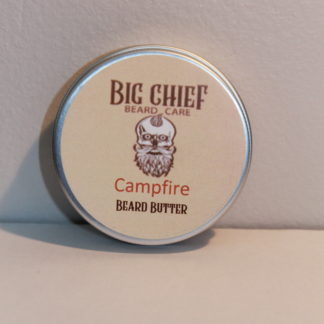 BIG CHIEF
BEARD CARE
Campfire
BEARD BUTTER